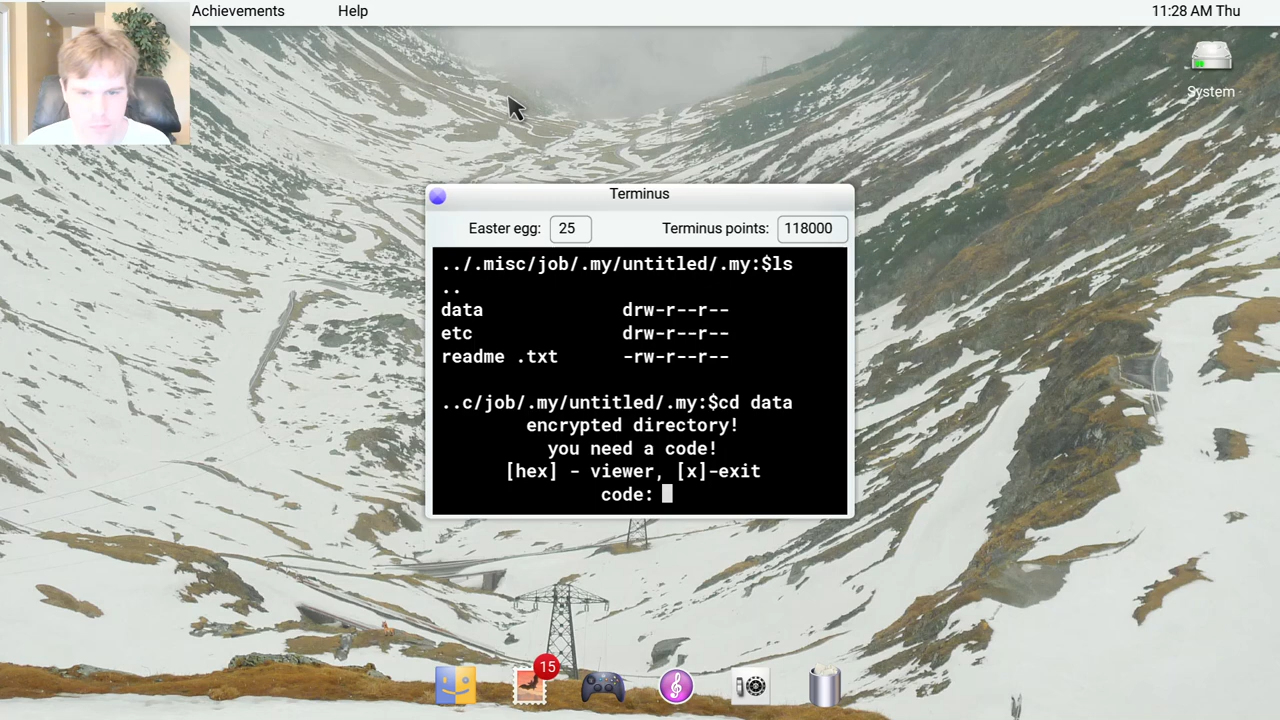 Achievements Help 11:28 AM Thu
System
Terminus
Easter egg: 25 Terminus points: 118000
../.misc/job/.my/untitled/.my:$ls
..
data drw-r--r--
etc drw-r--r--
readme .txt -rw-r--r--
..c/job/.my/untitled/.my:$cd data
encrypted directory!
you need a code!
[hex] - viewer, [x]-exit
code:
15